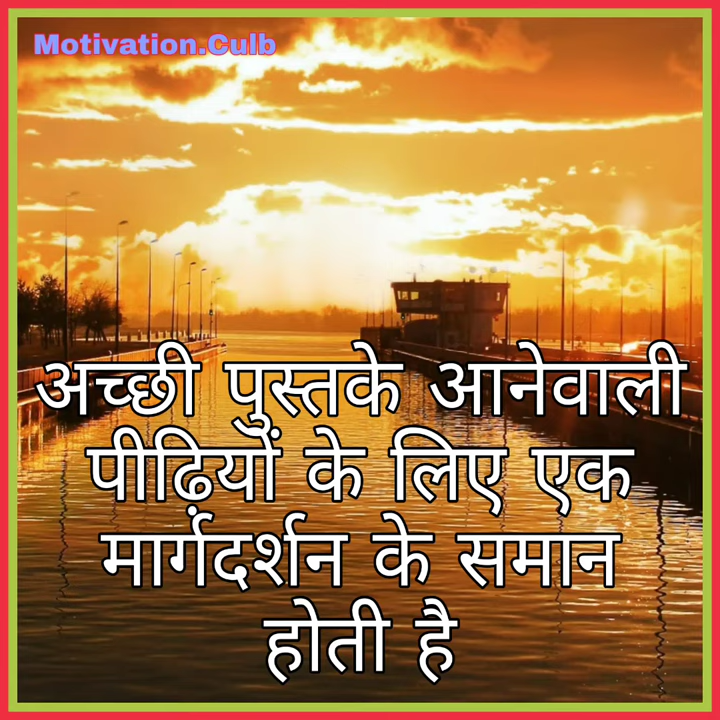 Motivation.Culb
अच्छी पुस्तके आनेवाली
पीढ़ियों के लिए एक
मार्गदर्शन के समान
होती है